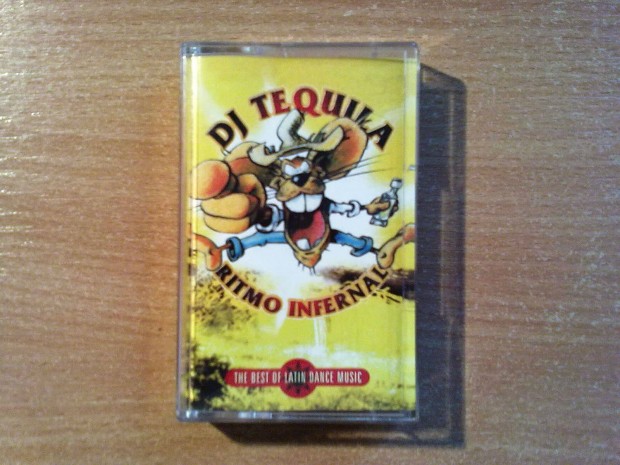 DJ TEQUILA
RITMO INFERNAL
THE BEST OF LATIN DANCE MUSIC